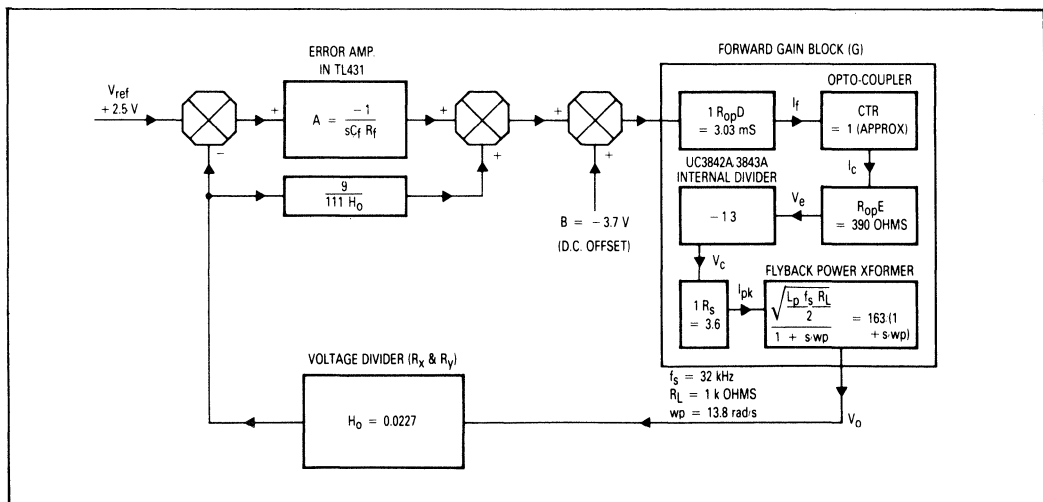 FORWARD GAIN BLOCK (G)
ERROR AMP.
IN TL431
OPTO-COUPLER
V_ref
+ 2.5 V
A = -1 / sC_f R_f
1 R_opD
= 3.03 mS
I_f
CTR
= 1 (APPROX)
I_c
UC3842A 3843A
INTERNAL DIVIDER
9 / 111 H_o
B = - 3.7 V
(D.C. OFFSET)
- 1 3
V_e
R_opE
= 390 OHMS
V_c
FLYBACK POWER XFORMER
1 R_s
= 3.6
I_pk
√(L_p f_s R_L / 2) / 1 + s·wp = 163 (1
+ s·wp)
VOLTAGE DIVIDER (R_x & R_y)
H_o = 0.0227
f_s = 32 kHz
R_L = 1 k OHMS
wp = 13.8 rad/s
V_o
+
-
+
+
+
+